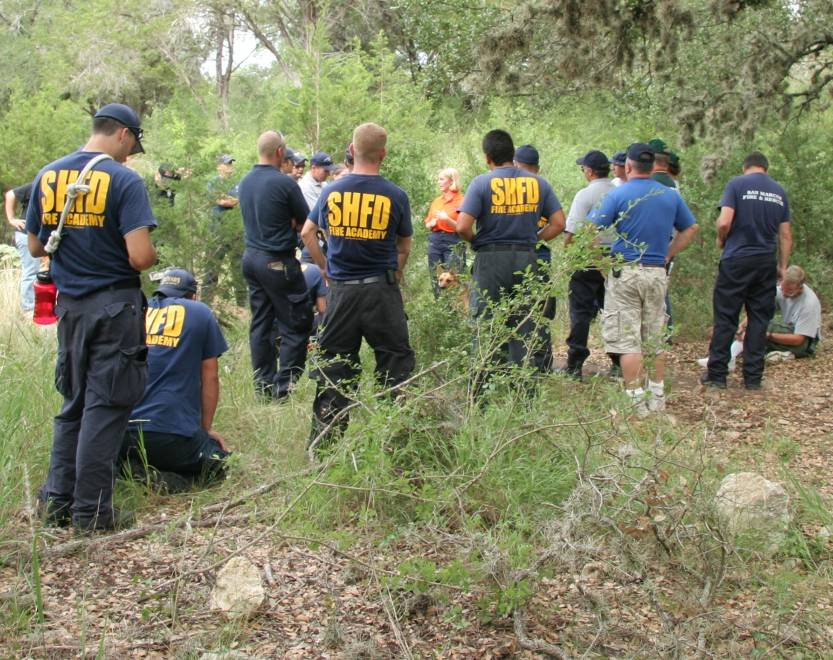 SHFD
FIRE ACADEMY
SHFD
ACADEMY
SHFD
FIRE ACADEMY
SHFD
FIRE ACADEMY
SAN MARCOS
FIRE & RESCUE